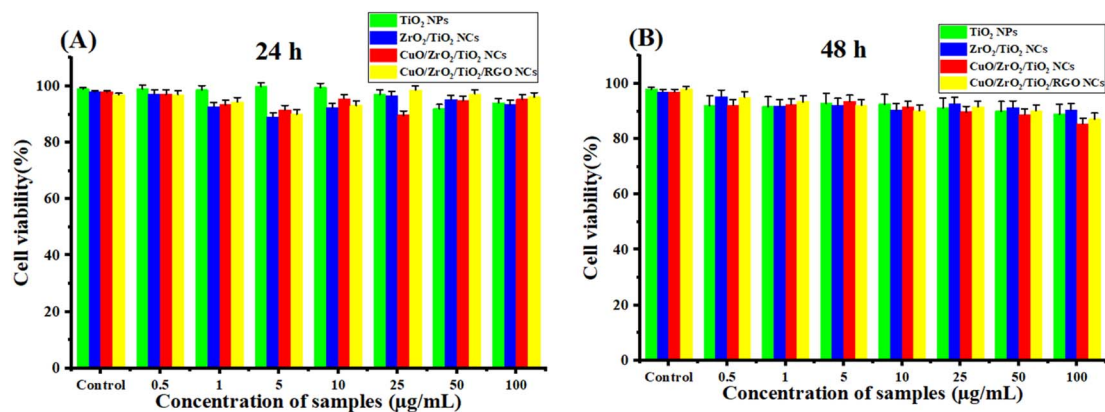 (A)
24 h
TiO₂ NPs
ZrO₂/TiO₂ NCs
CuO/ZrO₂/TiO₂ NCs
CuO/ZrO₂/TiO₂/RGO NCs
Cell viability(%)
100
80
60
40
20
0
Control 0.5 1 5 10 25 50 100
Concentration of samples (μg/mL)
(B)
48 h
TiO₂ NPs
ZrO₂/TiO₂ NCs
CuO/ZrO₂/TiO₂ NCs
CuO/ZrO₂/TiO₂/RGO NCs
Cell viability(%)
100
80
60
40
20
0
Control 0.5 1 5 10 25 50 100
Concentration of samples (μg/mL)